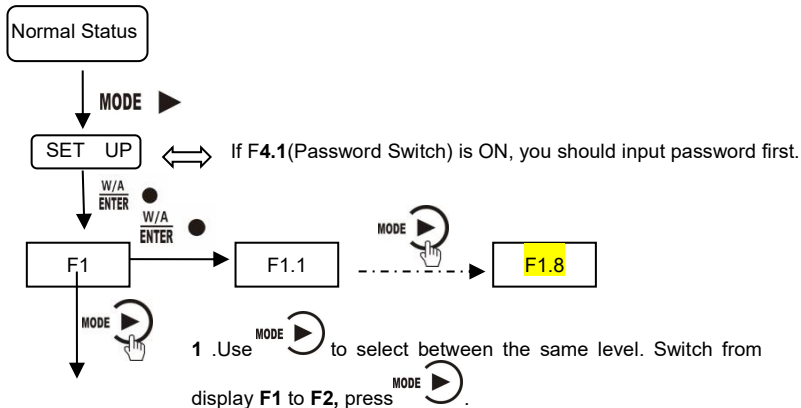 Normal Status
MODE
SET UP
If F4.1(Password Switch) is ON, you should input password first.
W/A
ENTER
W/A
ENTER
MODE
F1
F1.1
F1.8
MODE
1 .Use MODE to select between the same level. Switch from
display F1 to F2, press MODE .